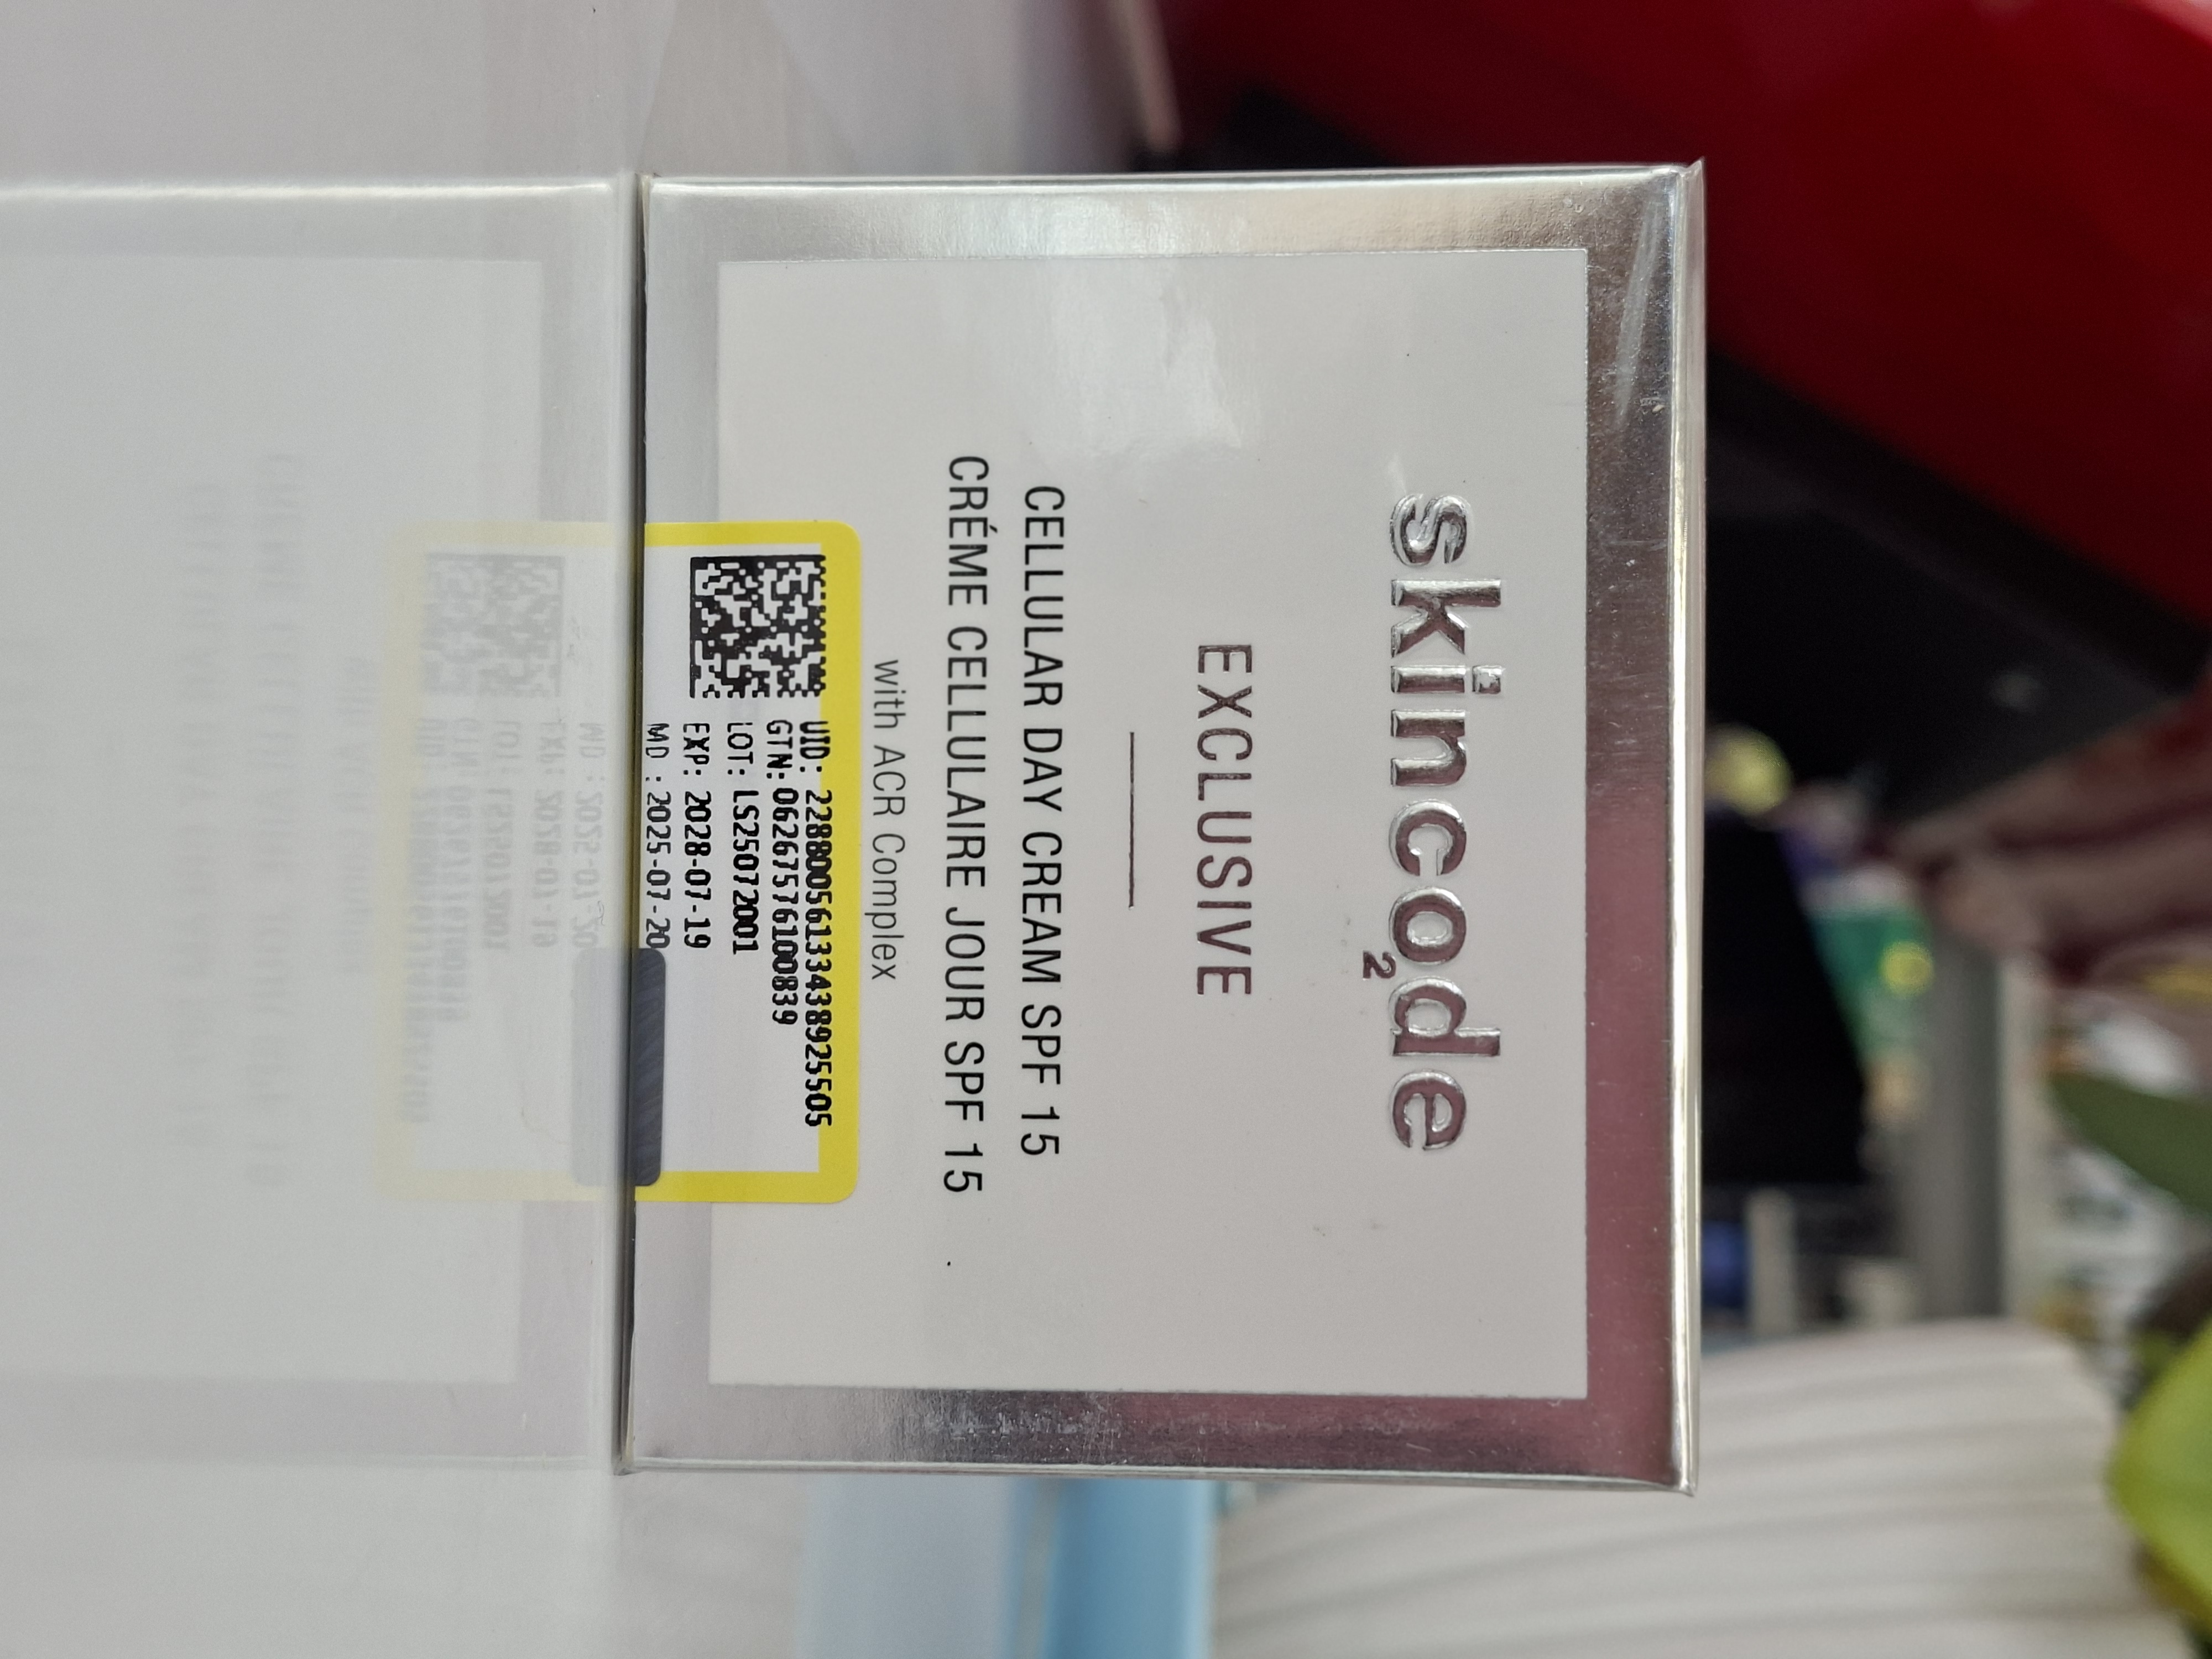 skinco2de
EXCLUSIVE
CELLULAR DAY CREAM SPF 15
CRÉME CELLULAIRE JOUR SPF 15
with ACR Complex
UID: 22880056133438925505
GTN: 06267576100839
LOT: LS25072001
EXP: 2028-07-19
MD : 2025-07-20